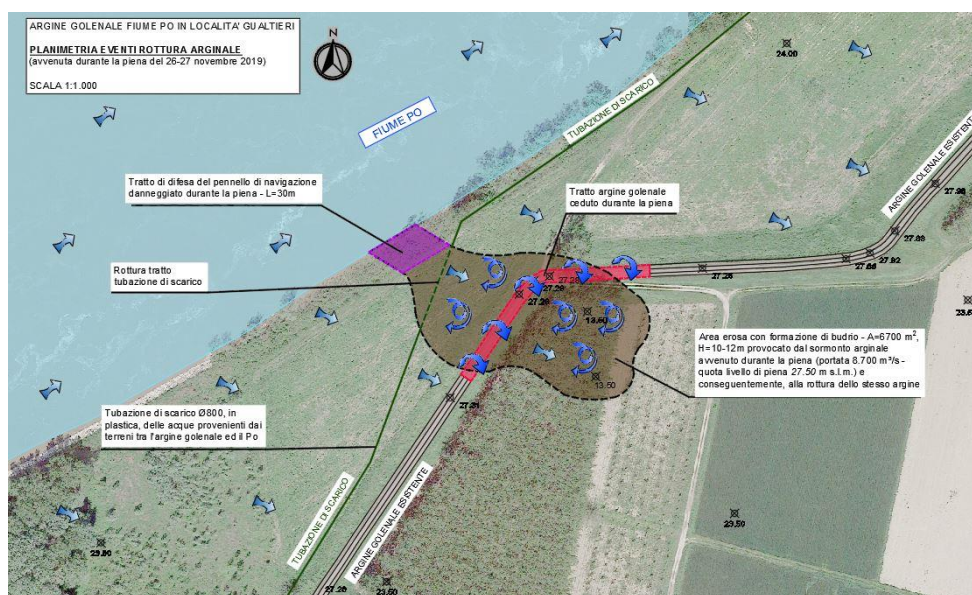 ARGINE GOLENALE FIUME PO IN LOCALITA' GUALTIERI
PLANIMETRIA EVENTI ROTTURA ARGINALE
(avvenuta durante la piena del 26-27 novembre 2019)
SCALA 1:1.000
N
FIUME PO
TUBAZIONE DI SCARICO
24.00
ARGINE GOLENALE ESISTENTE
Tratto di difesa del pennello di navigazione
danneggiato durante la piena - L=30m
Tratto argine golenale
ceduto durante la piena
Rottura tratto
tubazione di scarico
27.28
27.29
27.28
13.50
13.50
Area erosa con formazione di budrio - A=6700 m²,
H=10-12m provocato dal sormonto arginale
avvenuto durante la piena (portata 8.700 m³/s -
quota livello di piena 27.50 m s.l.m.) e
conseguentemente, alla rottura dello stesso argine
Tubazione di scarico Ø800, in
plastica, delle acque provenienti dai
terreni tra l'argine golenale ed il Po
TUBAZIONE DI SCARICO
ARGINE GOLENALE ESISTENTE
23.50
23.50
27.28